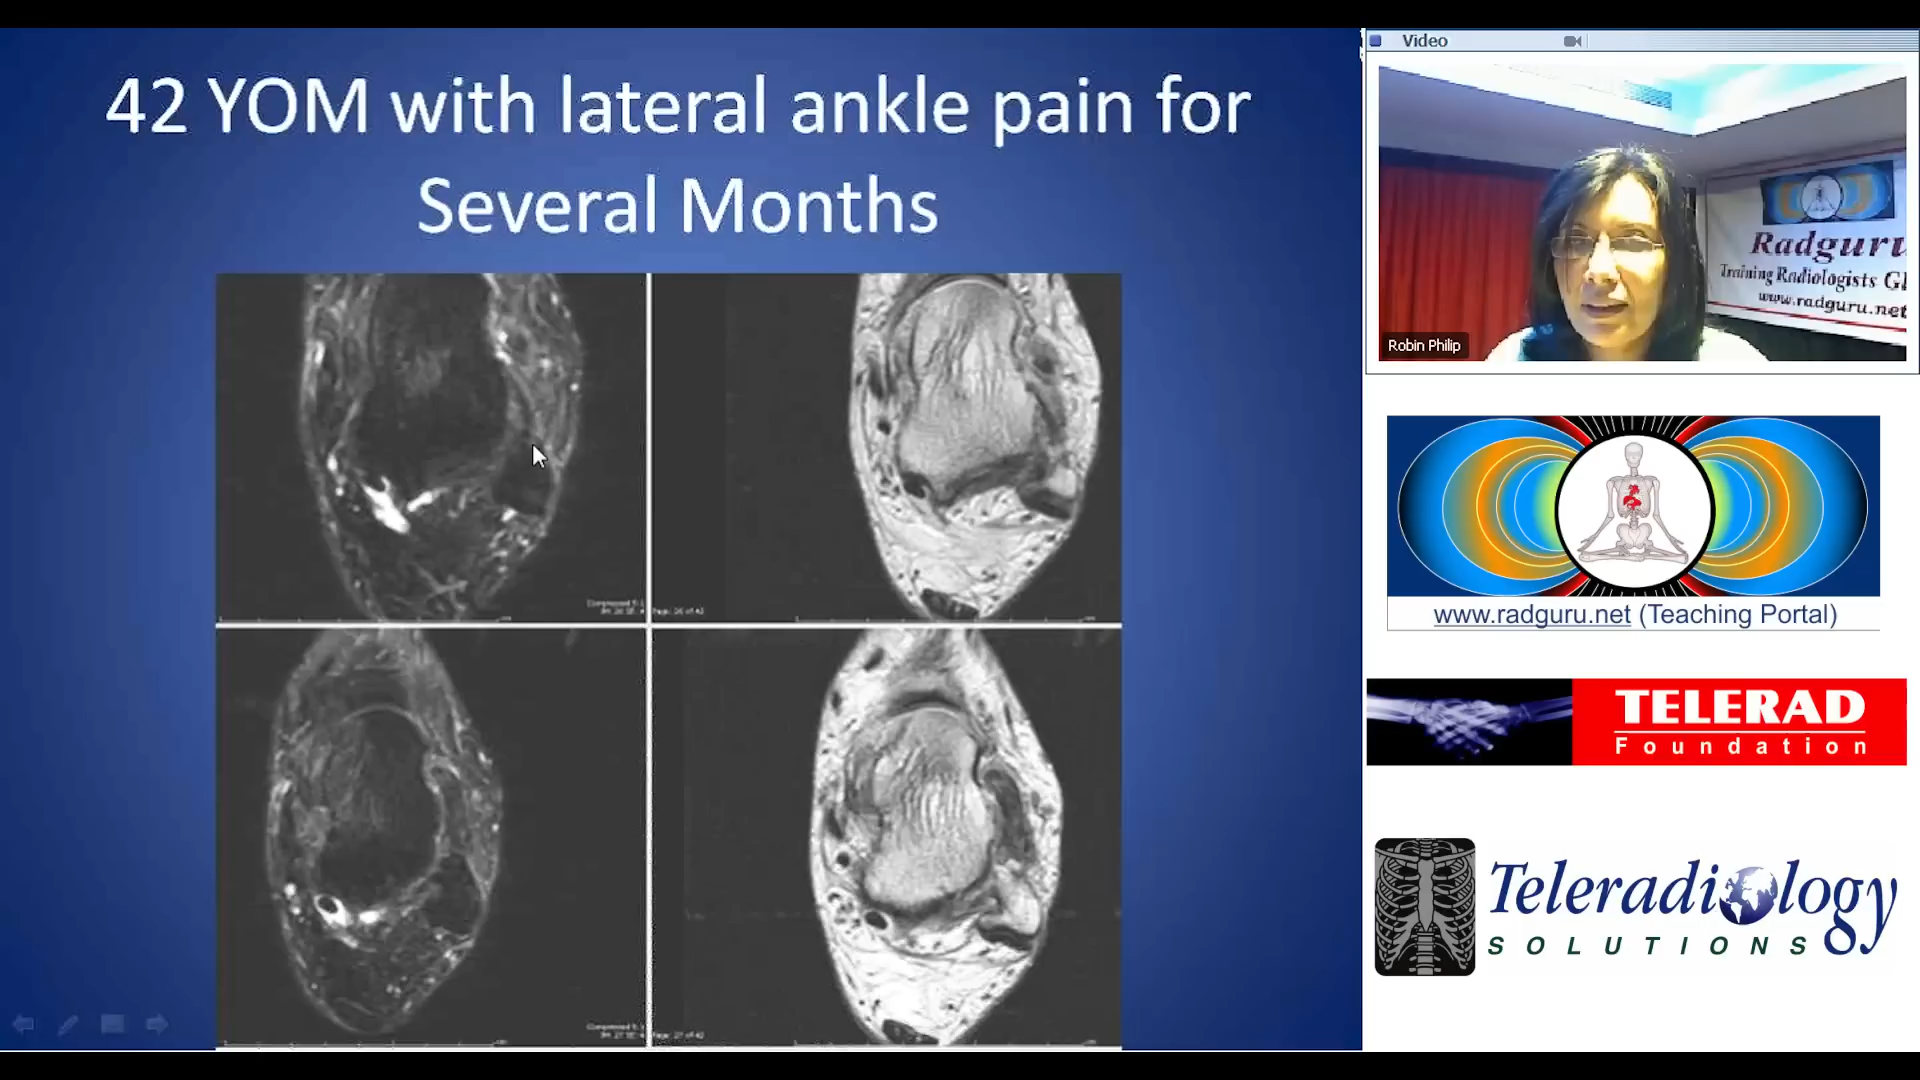 42 YOM with lateral ankle pain for
Several Months
Video
Radguru
Training Radiologists Gl
www.radguru.net
Robin Philip
www.radguru.net (Teaching Portal)
TELERAD
Foundation
Teleradiology
SOLUTIONS